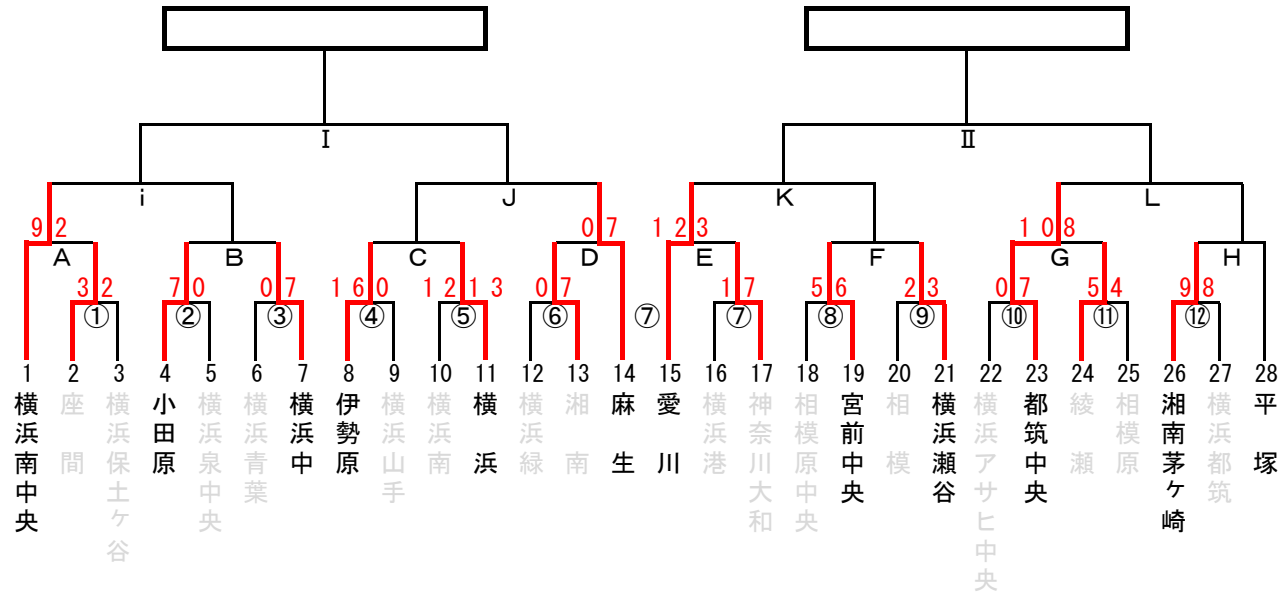 Ⅰ Ⅱ
i J K L
9 2 0 7 1 2 3 1 0 8
A B C D E F G H
3 2 7 0 0 7 1 6 0 1 2 1 3 0 7 1 7 5 6 2 3 0 7 5 4 9 8
① ② ③ ④ ⑤ ⑥ ⑦ ⑦ ⑧ ⑨ ⑩ ⑪ ⑫
1 2 3 4 5 6 7 8 9 10 11 12 13 14 15 16 17 18 19 20 21 22 23 24 25 26 27 28
横浜南中央
座間
横浜保土ケ谷
小田原
横浜泉中央
横浜青葉
横浜中
伊勢原
横浜山手
横浜南
横浜
横浜緑
湘南
麻生
愛川
横浜港
神奈川大和
相模原中央
宮前中央
相模
横浜瀬谷
横浜アサヒ中央
都筑中央
綾瀬
相模原
湘南茅ケ崎
横浜都筑
平塚